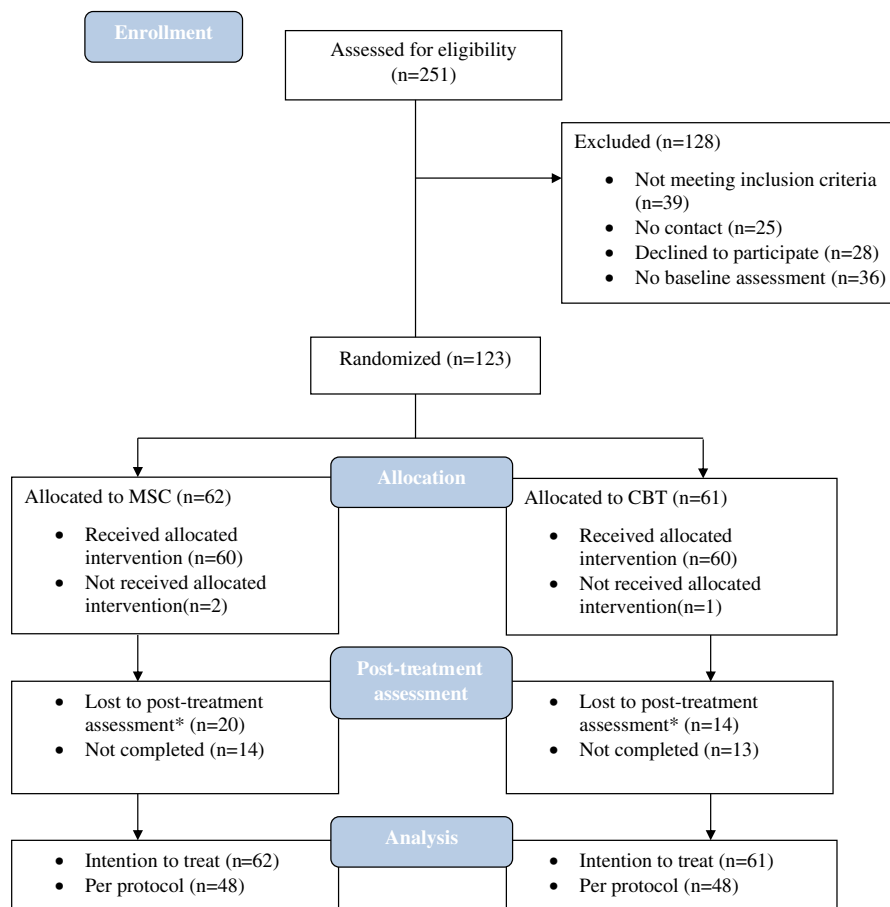 Enrollment
Assessed for eligibility
(n=251)
Excluded (n=128)
• Not meeting inclusion criteria
(n=39)
• No contact (n=25)
• Declined to participate (n=28)
• No baseline assessment (n=36)
Randomized (n=123)
Allocation
Allocated to MSC (n=62)
• Received allocated
intervention (n=60)
• Not received allocated
intervention(n=2)
Allocated to CBT (n=61)
• Received allocated
intervention (n=60)
• Not received allocated
intervention(n=1)
Post-treatment
assessment
• Lost to post-treatment
assessment* (n=20)
• Not completed (n=14)
• Lost to post-treatment
assessment* (n=14)
• Not completed (n=13)
Analysis
• Intention to treat (n=62)
• Per protocol (n=48)
• Intention to treat (n=61)
• Per protocol (n=48)